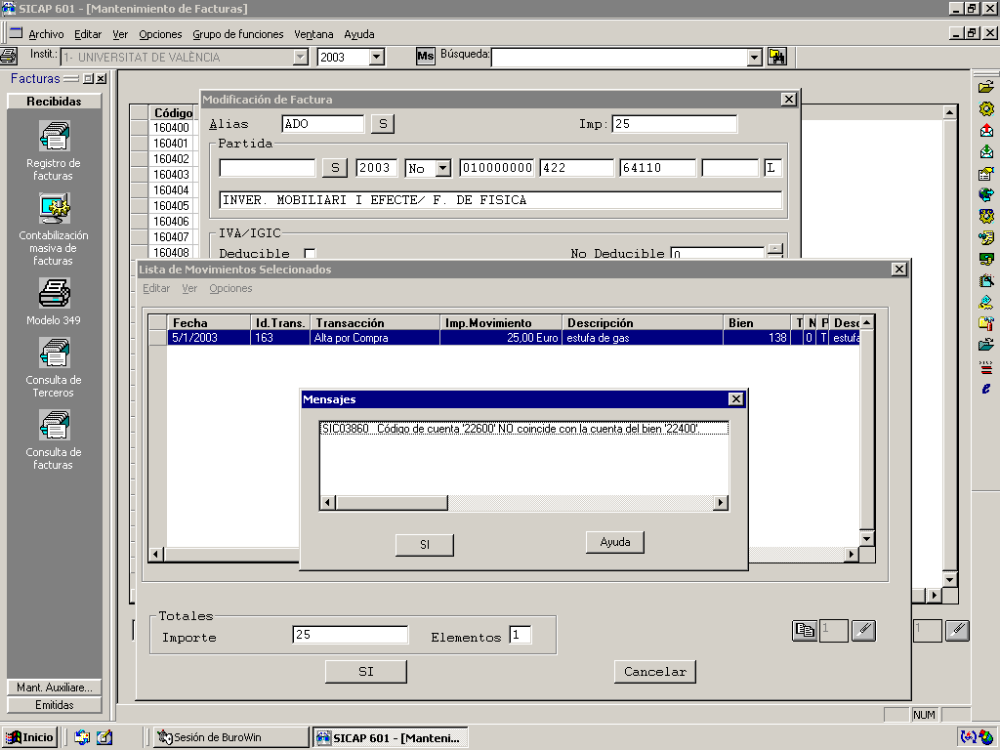 SICAP 601 - [Mantenimiento de Facturas]
Archivo Editar Ver Opciones Grupo de funciones Ventana Ayuda
Instit.: 1- UNIVERSITAT DE VALÈNCIA 2003 Ms Búsqueda:
Facturas
Recibidas
Registro de
facturas
Contabilización
masiva de
facturas
Modelo 349
Consulta de
Terceros
Consulta de
facturas
Mant. Auxiliare...
Emitidas
Código
160400
160401
160402
160403
160404
160405
160406
160407
160408
Modificación de Factura
Alias ADO S Imp: 25
Partida
S 2003 No 010000000 422 64110 L
INVER. MOBILIARI I EFECTE/ F. DE FISICA
IVA/IGIC
Deducible No Deducible 0
Lista de Movimientos Selecionados
Editar Ver Opciones
Fecha Id.Trans. Transacción Imp.Movimiento Descripción Bien T N P Desc
5/1/2003 163 Alta por Compra 25,00 Euro estufa de gas 138 0 T estufa
Mensajes
SIC03860 Código de cuenta '22600' NO coincide con la cuenta del bien '22400'.
SI Ayuda
Totales
Importe 25 Elementos 1
SI Cancelar
1 1
NUM
Inicio Sesión de BuroWin SICAP 601 - [Manteni...